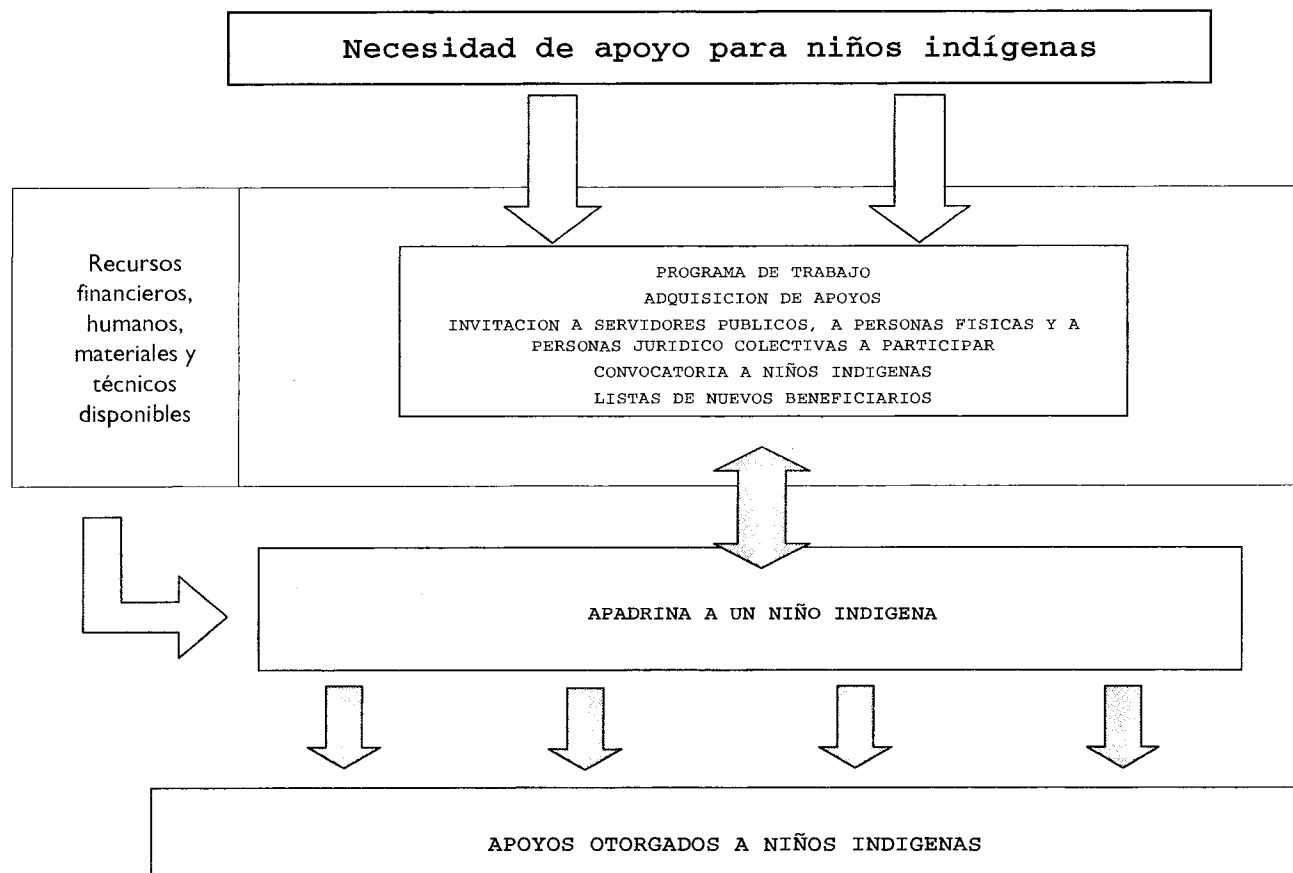 Necesidad de apoyo para niños indígenas
Recursos
financieros,
humanos,
materiales y
técnicos
disponibles
PROGRAMA DE TRABAJO
ADQUISICION DE APOYOS
INVITACION A SERVIDORES PUBLICOS, A PERSONAS FISICAS Y A
PERSONAS JURIDICO COLECTIVAS A PARTICIPAR
CONVOCATORIA A NIÑOS INDIGENAS
LISTAS DE NUEVOS BENEFICIARIOS
APADRINA A UN NIÑO INDIGENA
APOYOS OTORGADOS A NIÑOS INDIGENAS